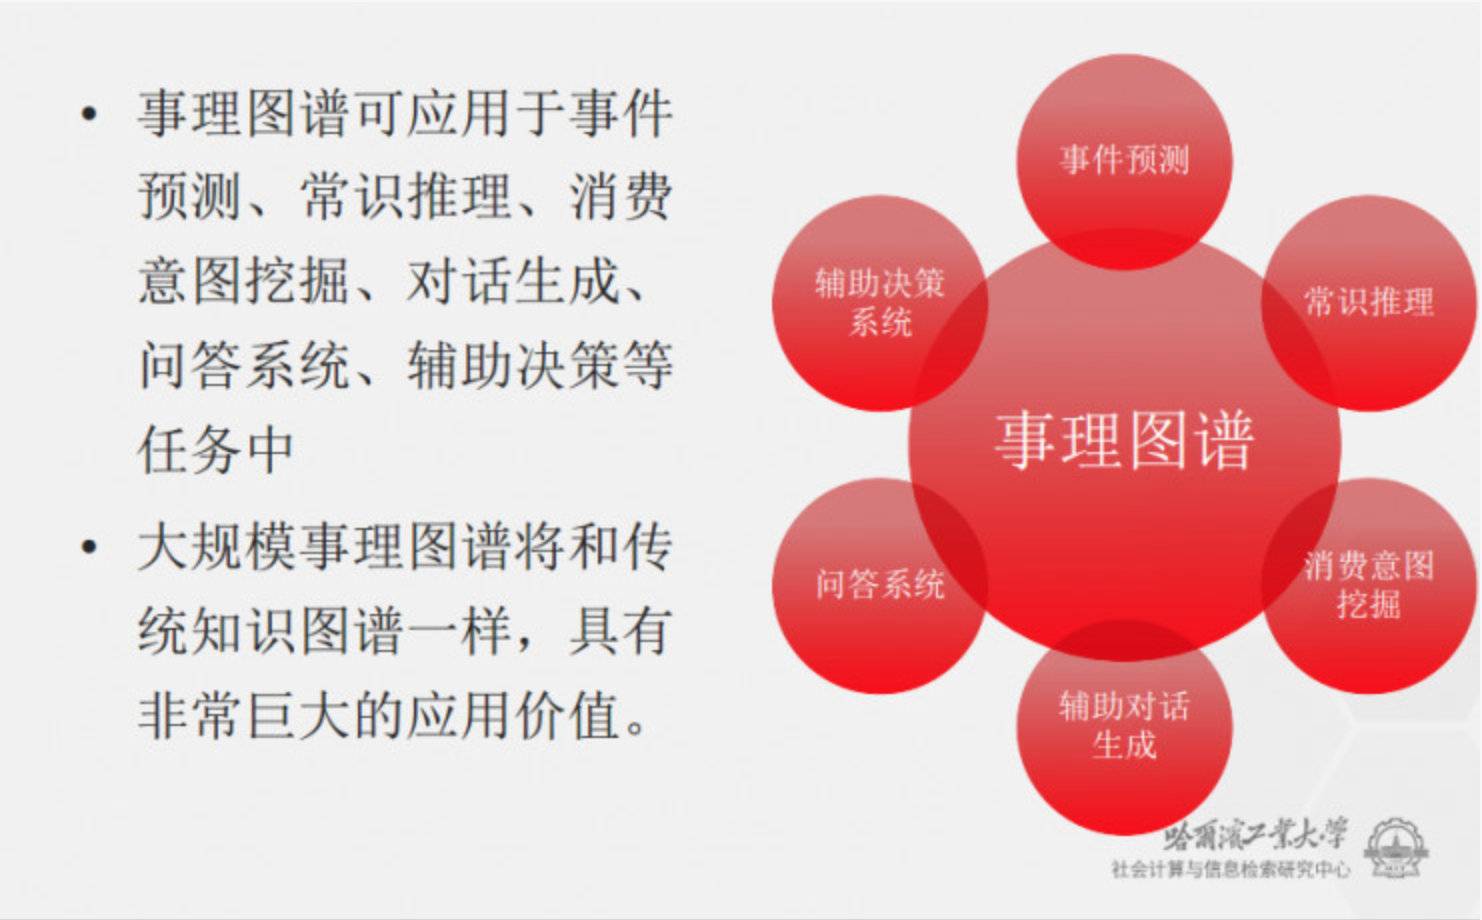 • 事理图谱可应用于事件
预测、常识推理、消费
意图挖掘、对话生成、
问答系统、辅助决策等
任务中
• 大规模事理图谱将和传
统知识图谱一样，具有
非常巨大的应用价值。
事件预测
辅助决策
系统
常识推理
事理图谱
问答系统
消费意图
挖掘
辅助对话
生成
哈尔滨工业大学
社会计算与信息检索研究中心